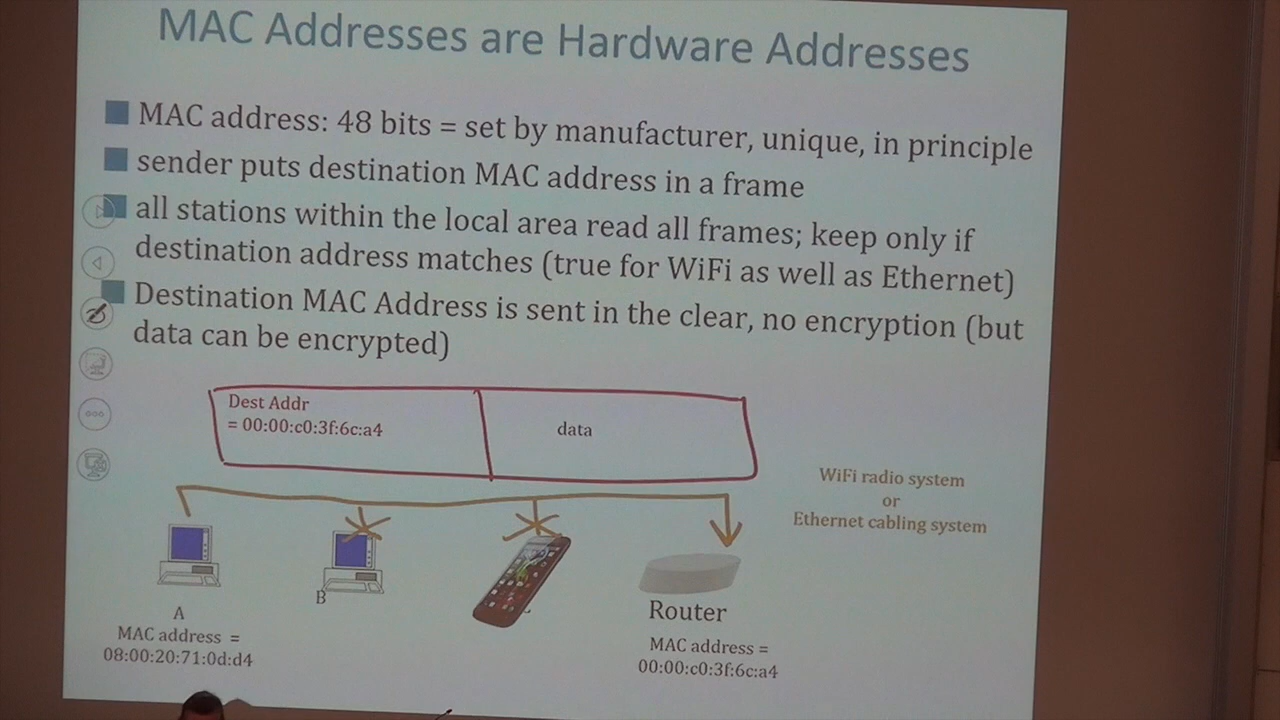 MAC Addresses are Hardware Addresses
MAC address: 48 bits = set by manufacturer, unique, in principle
sender puts destination MAC address in a frame
all stations within the local area read all frames; keep only if
destination address matches (true for WiFi as well as Ethernet)
Destination MAC Address is sent in the clear, no encryption (but
data can be encrypted)
Dest Addr
= 00:00:c0:3f:6c:a4
data
WiFi radio system
or
Ethernet cabling system
A
MAC address =
08:00:20:71:0d:d4
B
Router
MAC address =
00:00:c0:3f:6c:a4